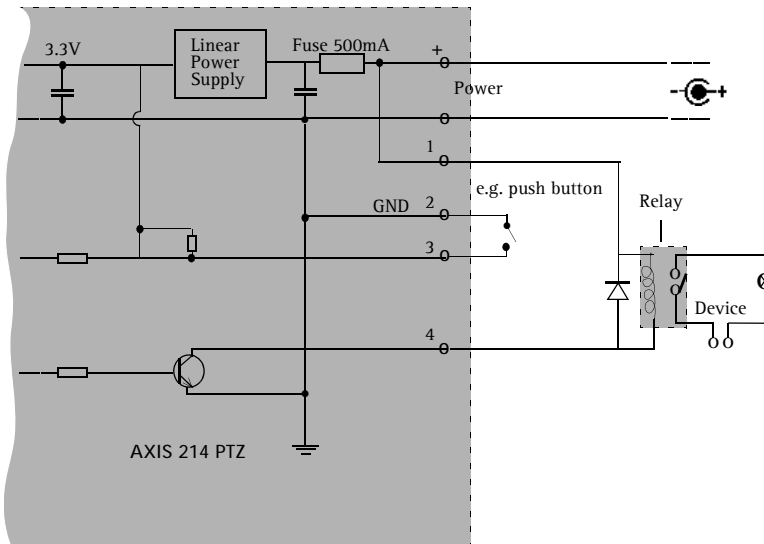 3.3V
Linear
Power
Supply
Fuse 500mA
+
Power
- +
1
e.g. push button
GND 2
Relay
3
Device
4
AXIS 214 PTZ